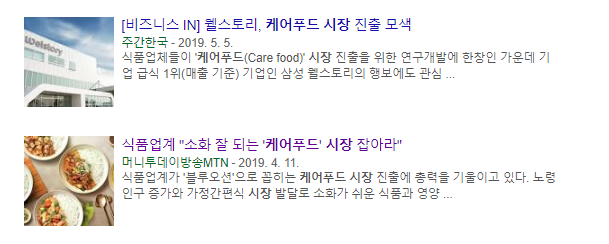 Welstory
[비즈니스 IN] 웰스토리, 케어푸드 시장 진출 모색
주간한국 - 2019. 5. 5.
식품업체들이 '케어푸드(Care food)' 시장 진출을 위한 연구개발에 한창인 가운데 기
업 급식 1위(매출 기준) 기업인 삼성 웰스토리의 행보에도 관심 ...
식품업계 "소화 잘 되는 '케어푸드' 시장 잡아라"
머니투데이방송MTN - 2019. 4. 11.
식품업계가 '블루오션'으로 꼽히는 케어푸드 시장 진출에 총력을 기울이고 있다. 노령
인구 증가와 가정간편식 시장 발달로 소화가 쉬운 식품과 영양 ...